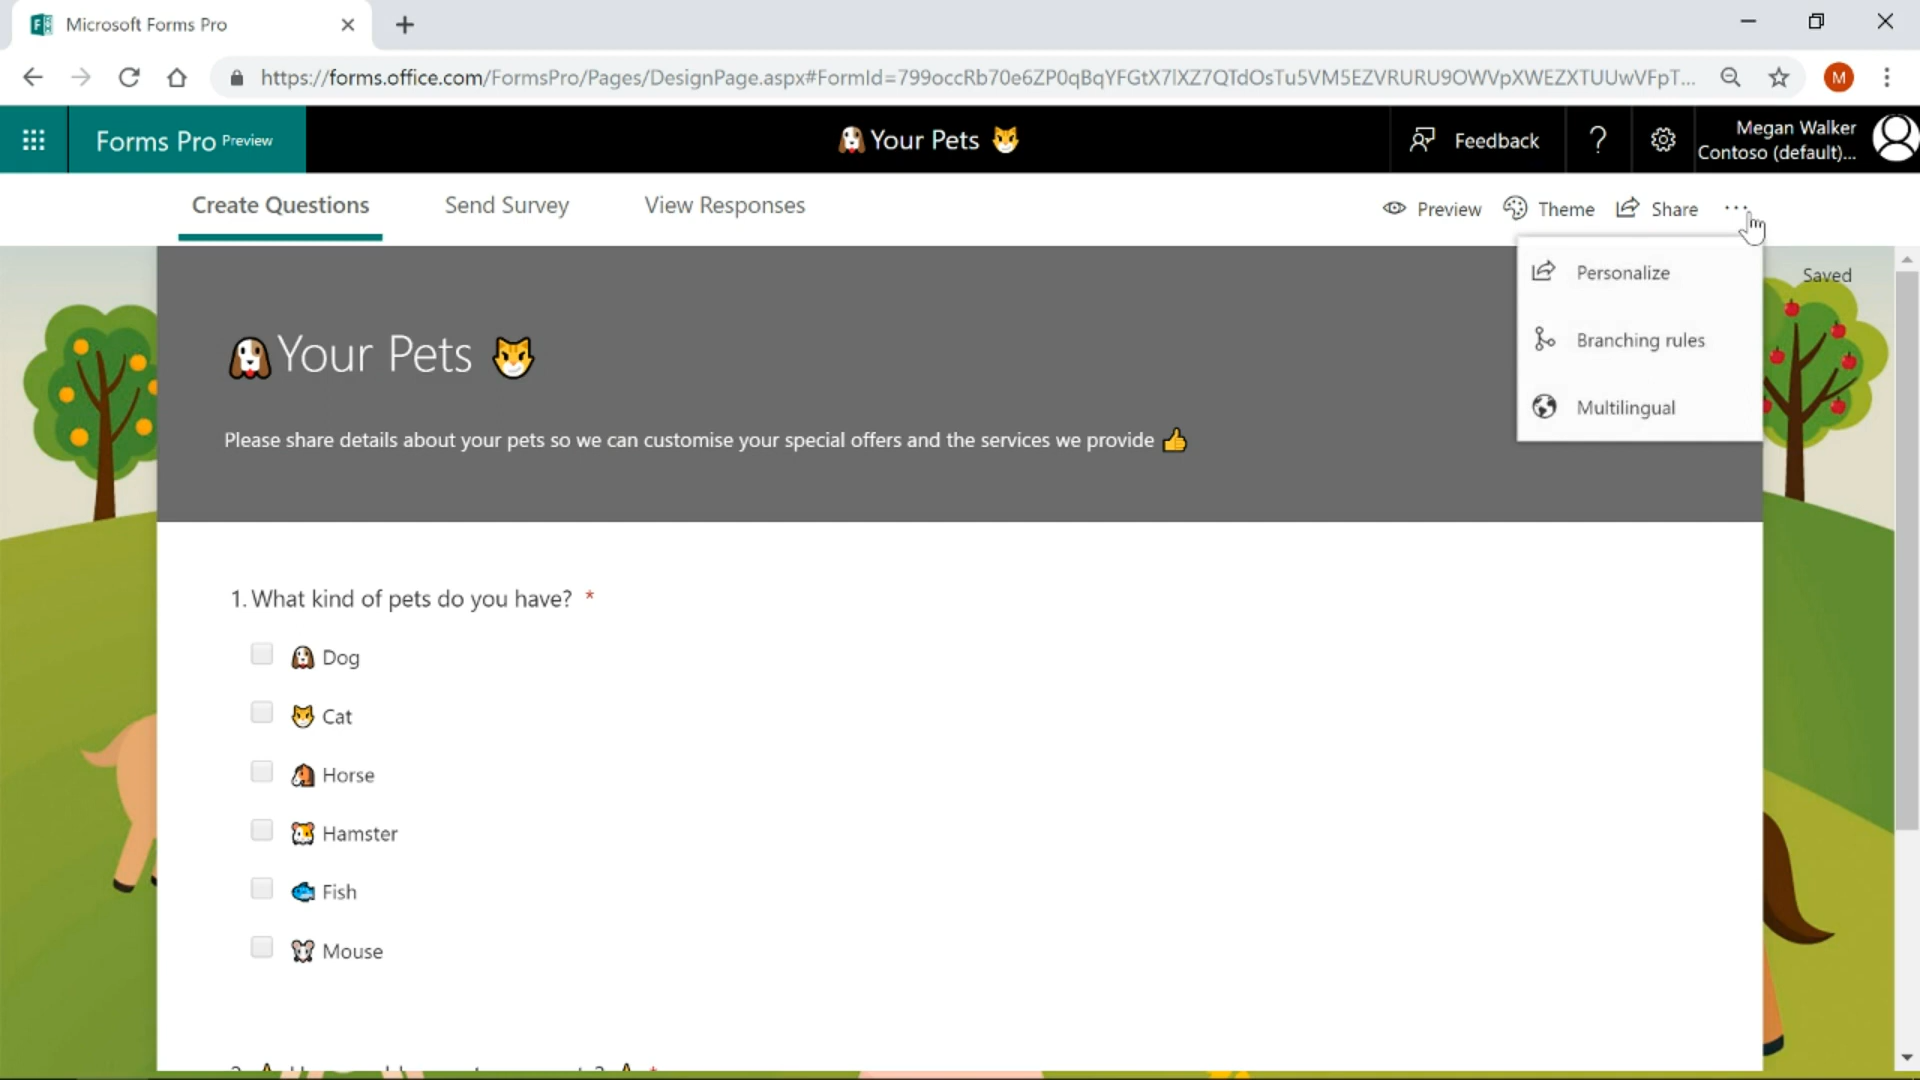 Microsoft Forms Pro
https://forms.office.com/FormsPro/Pages/DesignPage.aspx#FormId=799occRb70e6ZP0qBqYFGtX7lXZ7QTdOsTu5VM5EZVRURU9OWVpXWEZXTUUwVFpT...
M
Forms Pro Preview
Your Pets
Feedback
?
Megan Walker
Contoso (default)...
Create Questions
Send Survey
View Responses
Preview
Theme
Share
...
Personalize
Saved
Branching rules
Multilingual
Your Pets
Please share details about your pets so we can customise your special offers and the services we provide
1. What kind of pets do you have? *
Dog
Cat
Horse
Hamster
Fish
Mouse